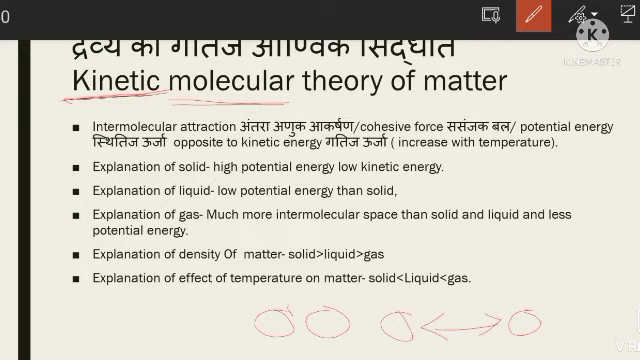 0
द्रव्य का गतिज आण्विक सिद्धांत
KINEMASTER
Kinetic molecular theory of matter
Intermolecular attraction अंतरा अणुक आकर्षण/cohesive force ससंजक बल/ potential energy
स्थितिज ऊर्जा opposite to kinetic energy गतिज ऊर्जा ( increase with temperature).
Explanation of solid- high potential energy low kinetic energy.
Explanation of liquid- low potential energy than solid,
Explanation of gas- Much more intermolecular space than solid and liquid and less
potential energy.
Explanation of density Of matter- solid>liquid>gas
Explanation of effect of temperature on matter- solid<Liquid<gas.